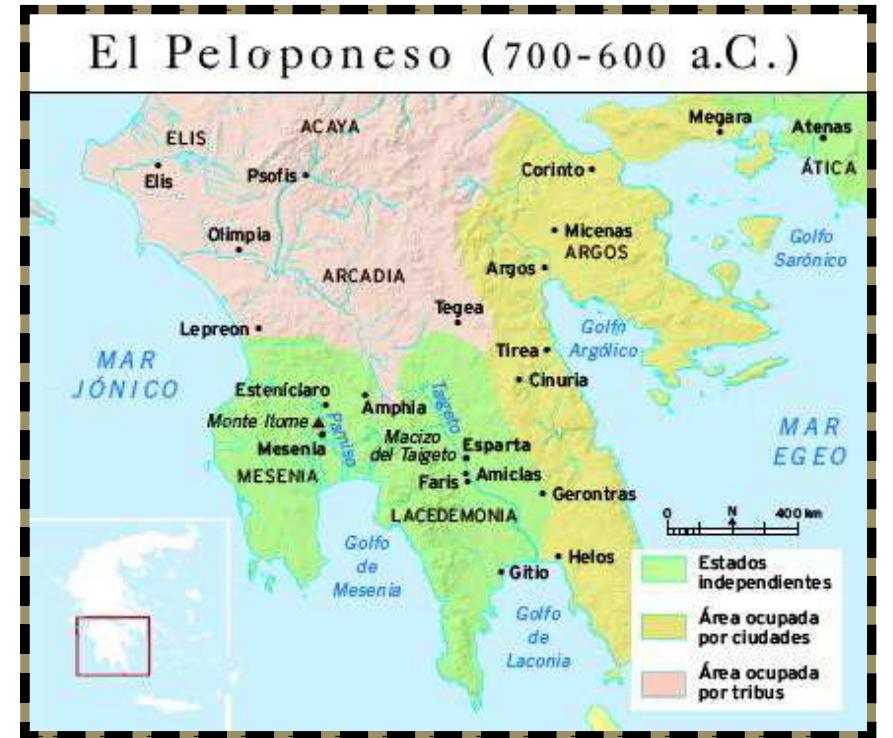 El Peloponeso (700-600 a.C.)
Megara
Atenas
ACAYA
ELIS
Corinto
ÁTICA
Elis
Psofis
Micenas
Olimpia
ARGOS
Golfo
Sarónico
Argos
ARCADIA
Tegea
Lepreon
Golfo
Argólico
Tirea
MAR
JÓNICO
Cinuria
Esteníclaro
Amphia
Taigeto
Monte Itome
Pamiso
Macizo
del Taigeto
Esparta
Mesenia
MAR
EGEO
MESENIA
Faris
Amiclas
Gerontras
LACEDEMONIA
0 N 400 km
Golfo
de
Mesenia
Helos
Gitio
Golfo
de
Laconia
Estados
independientes
Área ocupada
por ciudades
Área ocupada
por tribus